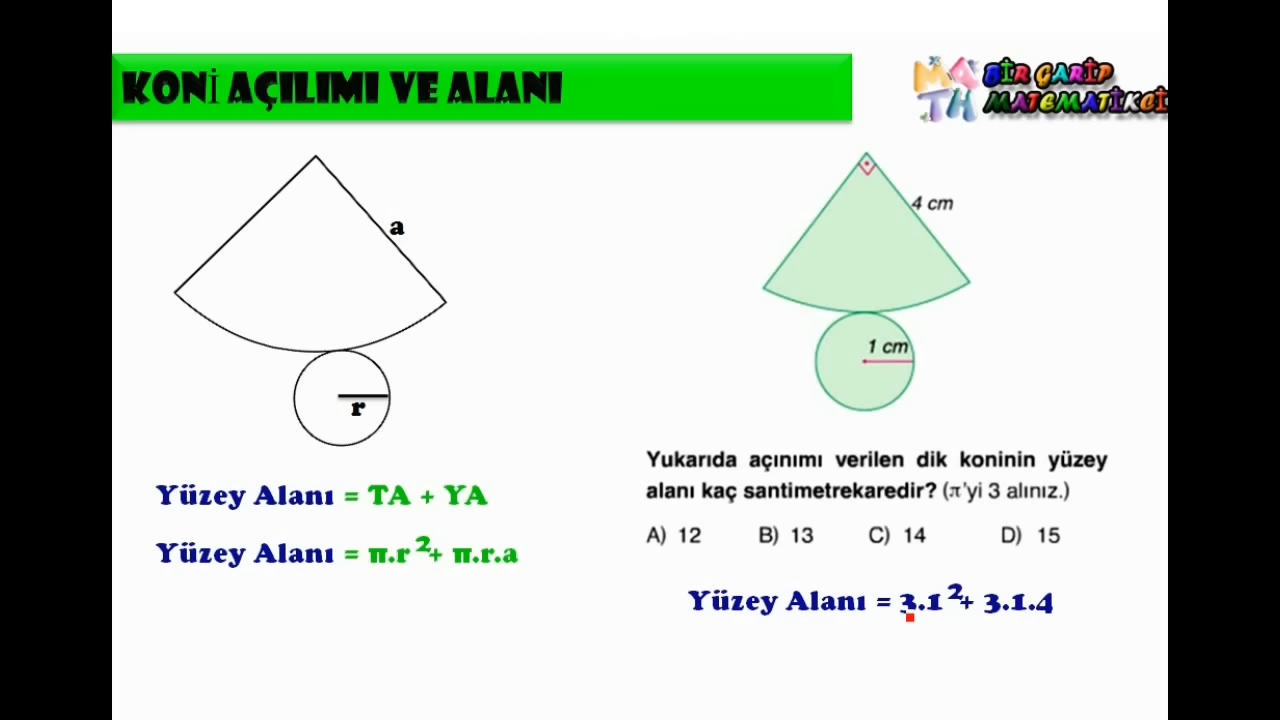 KONİ AÇILIMI VE ALANI
MATH
BİR GARİP
MATEMATİKCİ
a
r
4 cm
1 cm
Yüzey Alanı = TA + YA
Yüzey Alanı = π.r² + π.r.a
Yukarıda açınımı verilen dik koninin yüzey
alanı kaç santimetrekaredir? (π'yi 3 alınız.)
A) 12 B) 13 C) 14 D) 15
Yüzey Alanı = 3.1² + 3.1.4